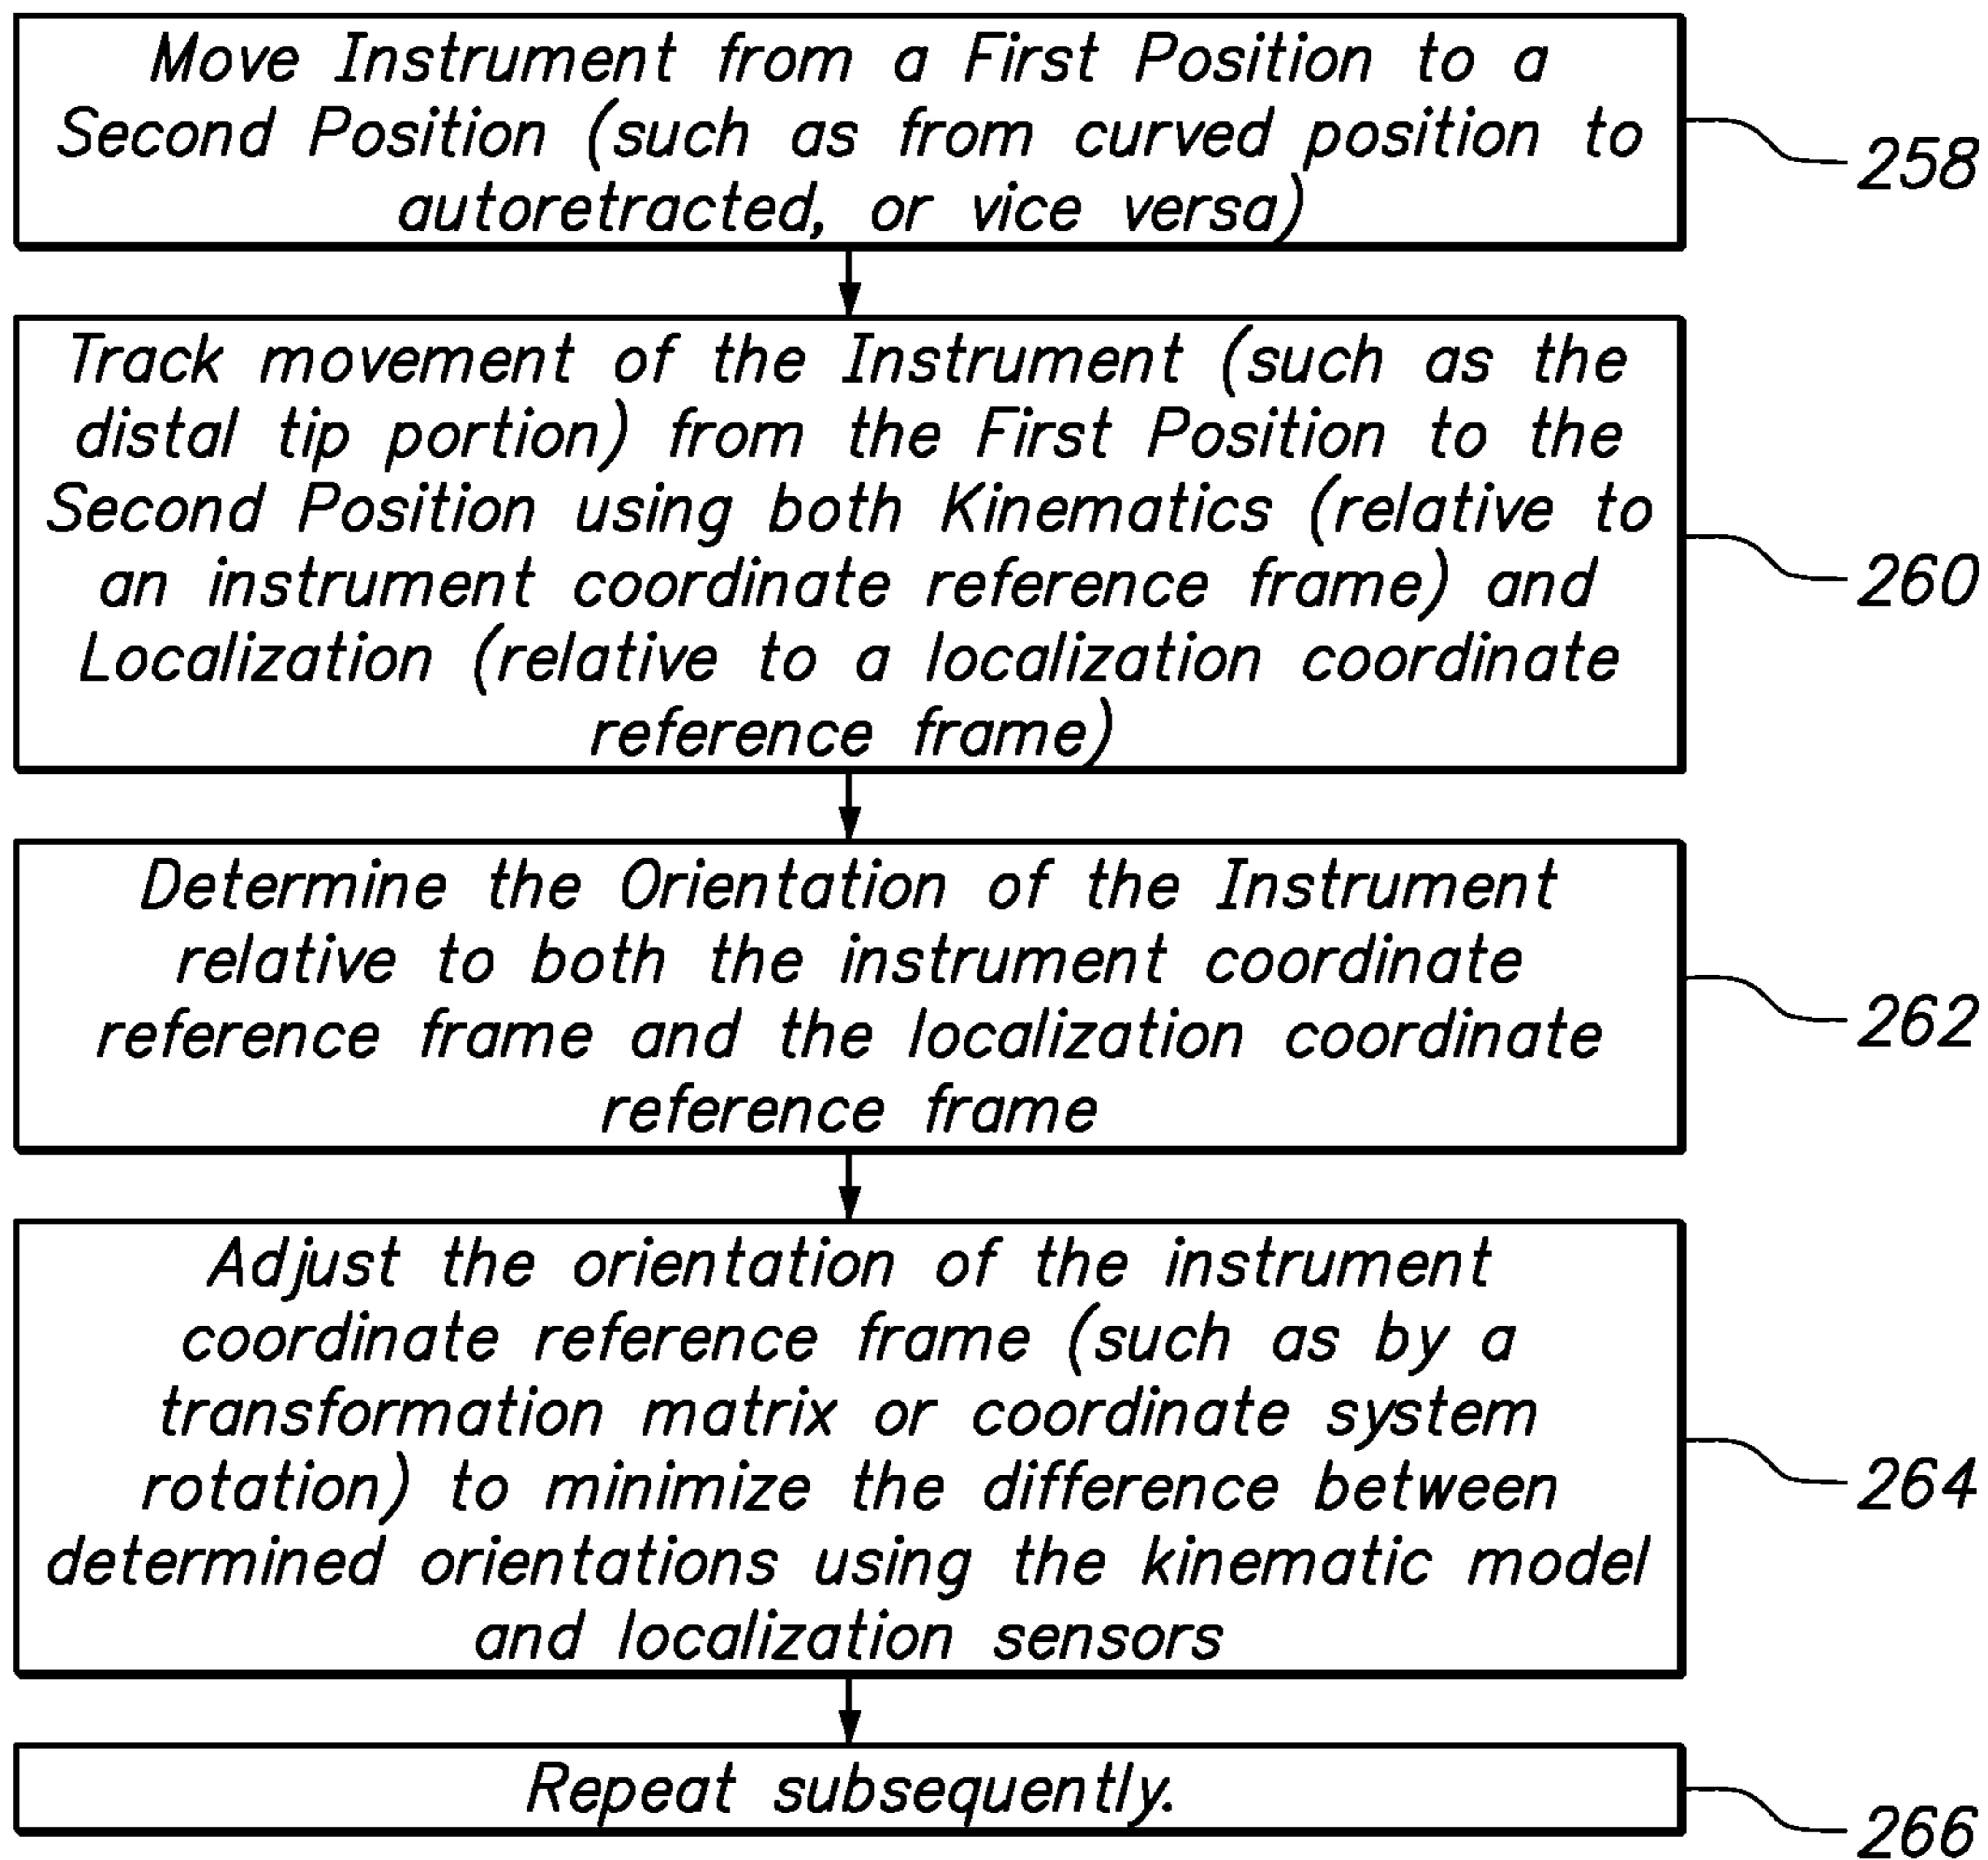 Move Instrument from a First Position to a
Second Position (such as from curved position to
autoretracted, or vice versa)
258
Track movement of the Instrument (such as the
distal tip portion) from the First Position to the
Second Position using both Kinematics (relative to
an instrument coordinate reference frame) and
Localization (relative to a localization coordinate
reference frame)
260
Determine the Orientation of the Instrument
relative to both the instrument coordinate
reference frame and the localization coordinate
reference frame
262
Adjust the orientation of the instrument
coordinate reference frame (such as by a
transformation matrix or coordinate system
rotation) to minimize the difference between
determined orientations using the kinematic model
and localization sensors
264
Repeat subsequently.
266